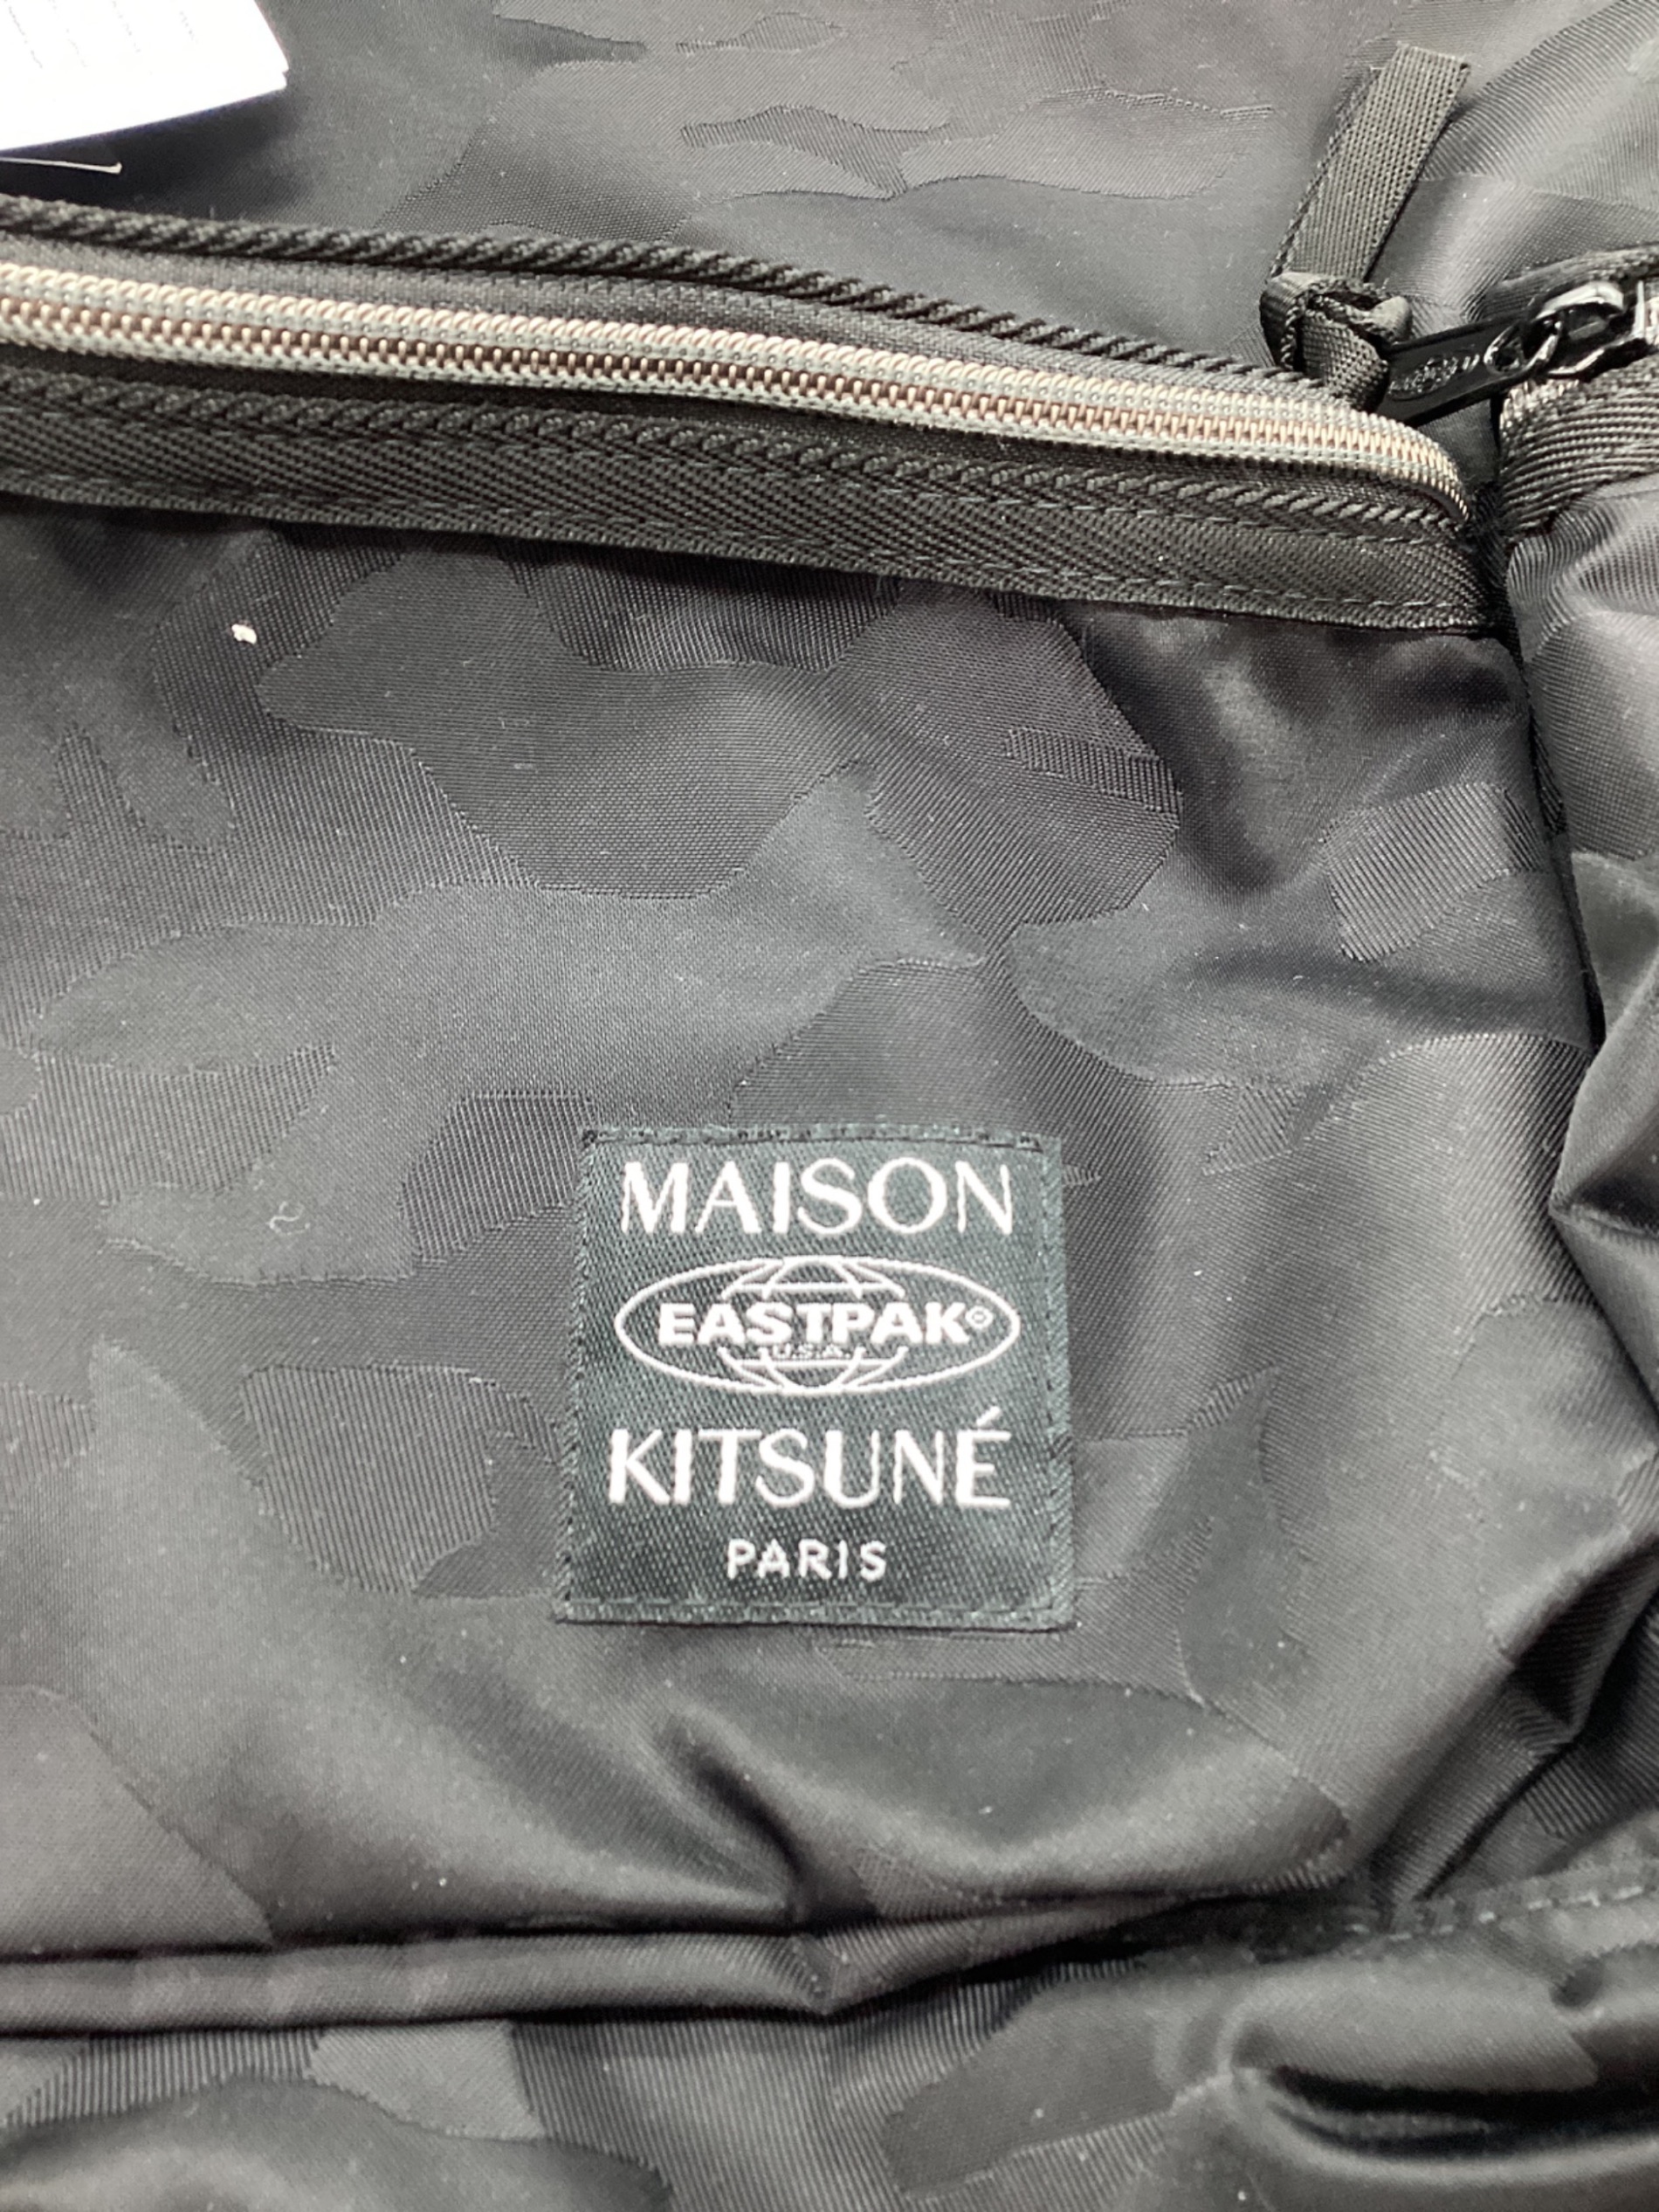 MAISON
EASTPAK®
U.S.A.
KITSUNÉ
PARIS